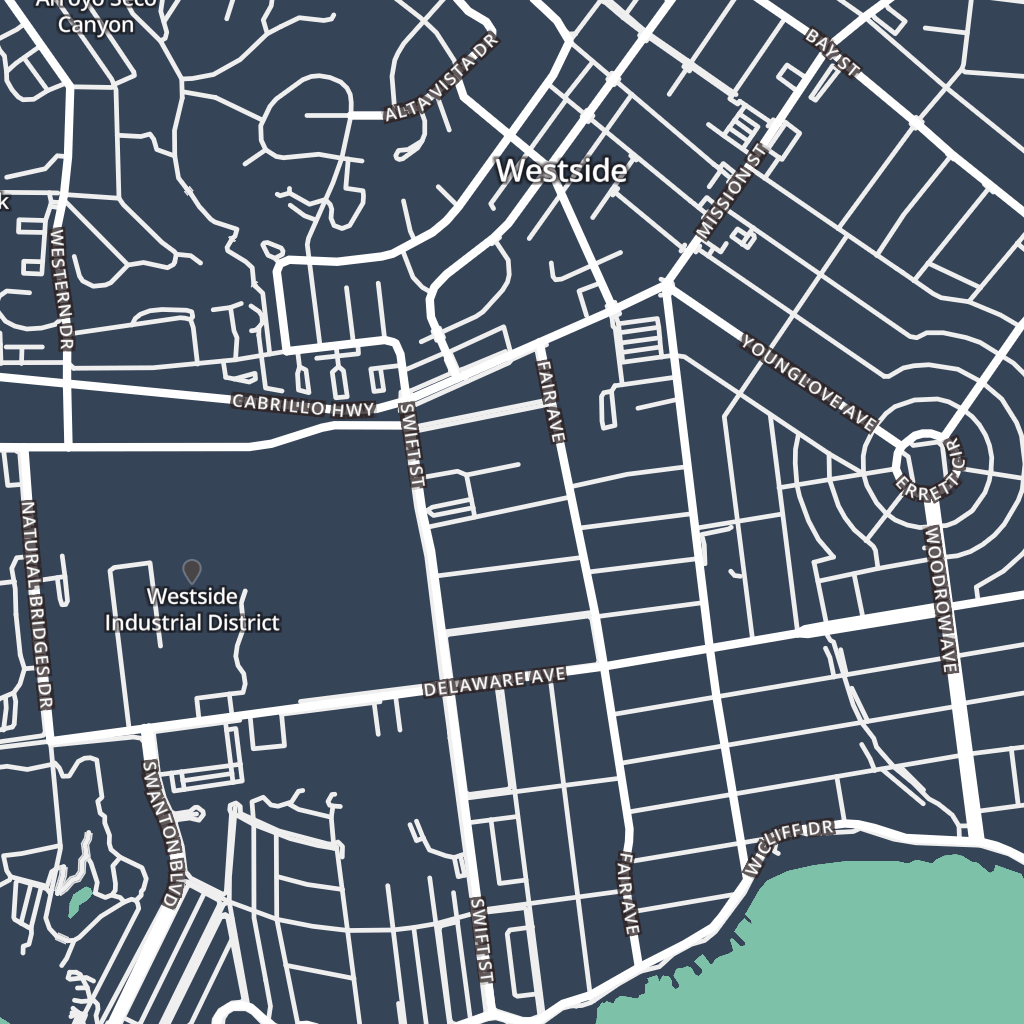 Arroyo Seco
Canyon
BAY ST
ALTA VISTA DR
Westside
MISSION ST
k
WESTERN DR
YOUNGLOVE AVE
FAIR AVE
CABRILLO HWY
SWIFT ST
ERRETT CIR
NATURAL BRIDGES DR
WOODROW AVE
Westside
Industrial District
DELAWARE AVE
SWANTON BLVD
W CLIFF DR
FAIR AVE
SWIFT ST